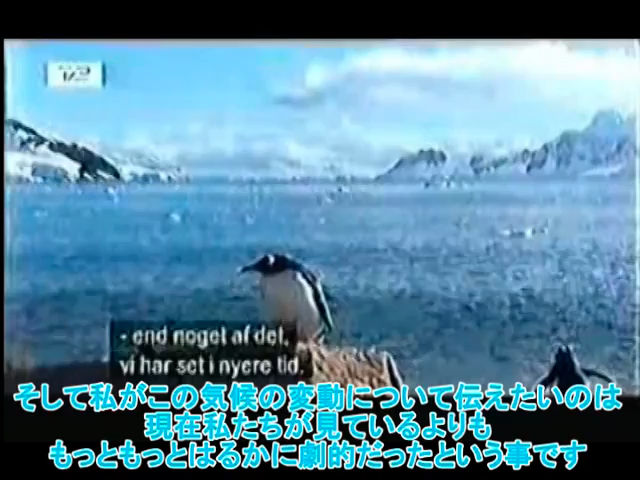 TV2
- end noget af det,
vi har set i nyere tid.
そして私がこの気候の変動について伝えたいのは
現在私たちが見ているよりも
もっともっとはるかに劇的だったという事です